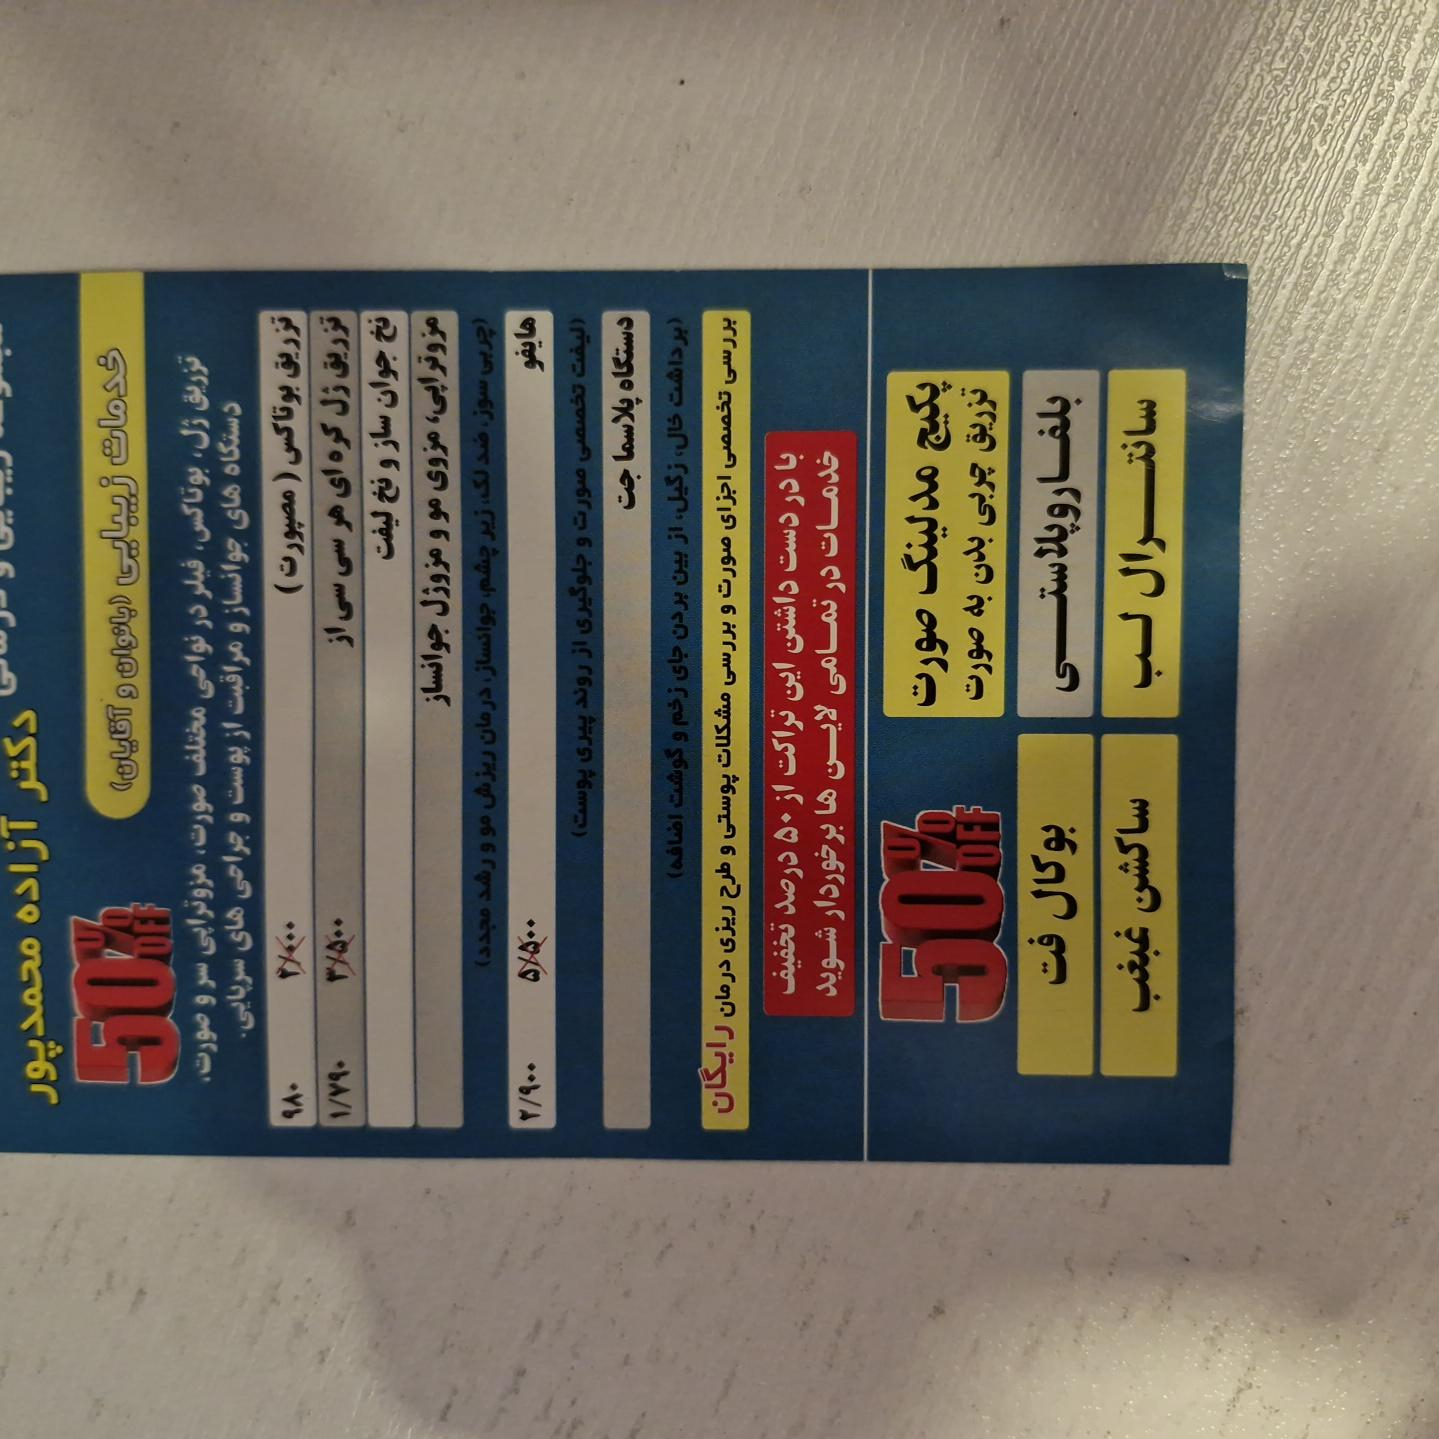 زیبایی و درمانی
دکتر آزاده محمدپور
خدمات زیبایی (بانوان و آقایان)
50% OFF
تزریق ژل، بوتاکس، فیلر در نواحی مختلف صورت، مزوتراپی سر و صورت،
دستگاه های جوانساز و مراقبت از پوست و جراحی های سرپایی.
تزریق بوتاکس (مصپورت) ۲/۰۰۰ ۹۸۰
تزریق ژل کره ای هر سی سی از ۳/۵۰۰ ۱/۷۹۰
نخ جوان ساز و نخ لیفت
مزوتراپی، مزوی مو و مزوژل جوانساز
(چربی سوز، ضد لک، زیر چشم، جوانساز، درمان ریزش مو و رشد مجدد)
هایفو ۵/۵۰۰ ۲/۹۰۰
(لیفت تخصصی صورت و جلوگیری از روند پیری پوست)
دستگاه پلاسما جت
(برداشت خال، زگیل، از بین بردن جای زخم و گوشت اضافه)
بررسی تخصصی اجزای صورت و بررسی مشکلات پوستی و طرح ریزی درمان رایگان
با در دست داشتن این تراکت از ۵۰ درصد تخفیف
خدمات در تمامی لاین ها برخوردار شوید
پکیج مدلینگ صورت
تزریق چربی بدن به صورت
50% OFF
بلفاروپلاستی
بوکال فت
سانترال لب
ساکشن غبغب